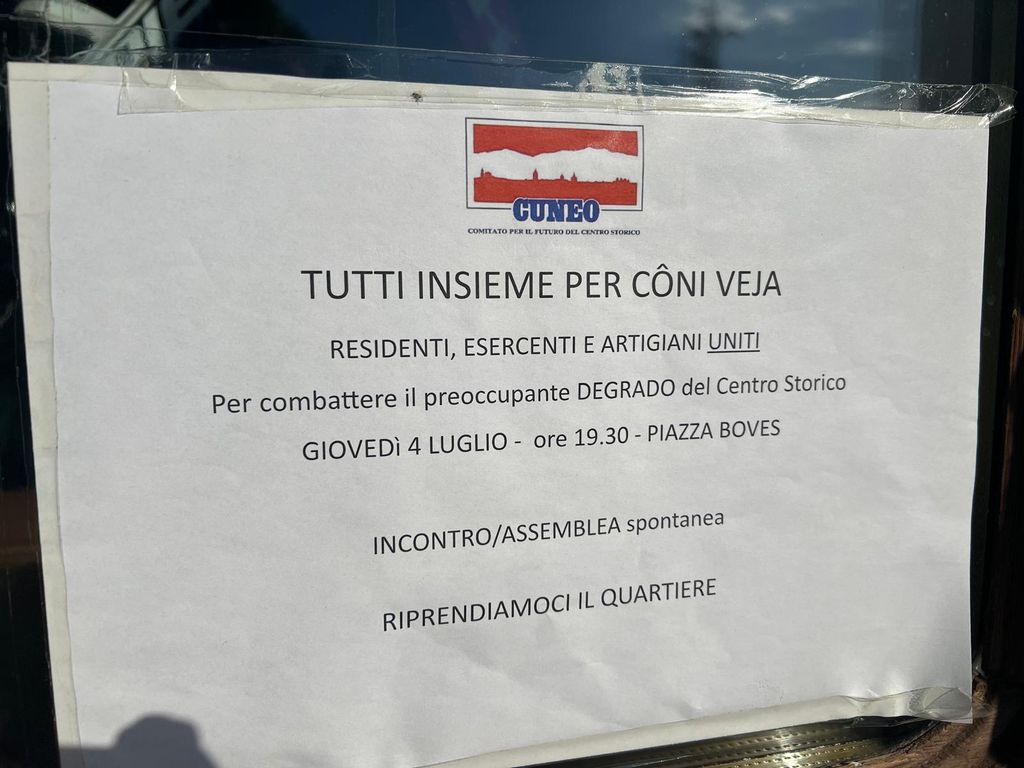 CUNEO
COMITATO PER IL FUTURO DEL CENTRO STORICO
TUTTI INSIEME PER CÔNI VEJA
RESIDENTI, ESERCENTI E ARTIGIANI UNITI
Per combattere il preoccupante DEGRADO del Centro Storico
GIOVEDì 4 LUGLIO - ore 19.30 - PIAZZA BOVES
INCONTRO/ASSEMBLEA spontanea
RIPRENDIAMOCI IL QUARTIERE